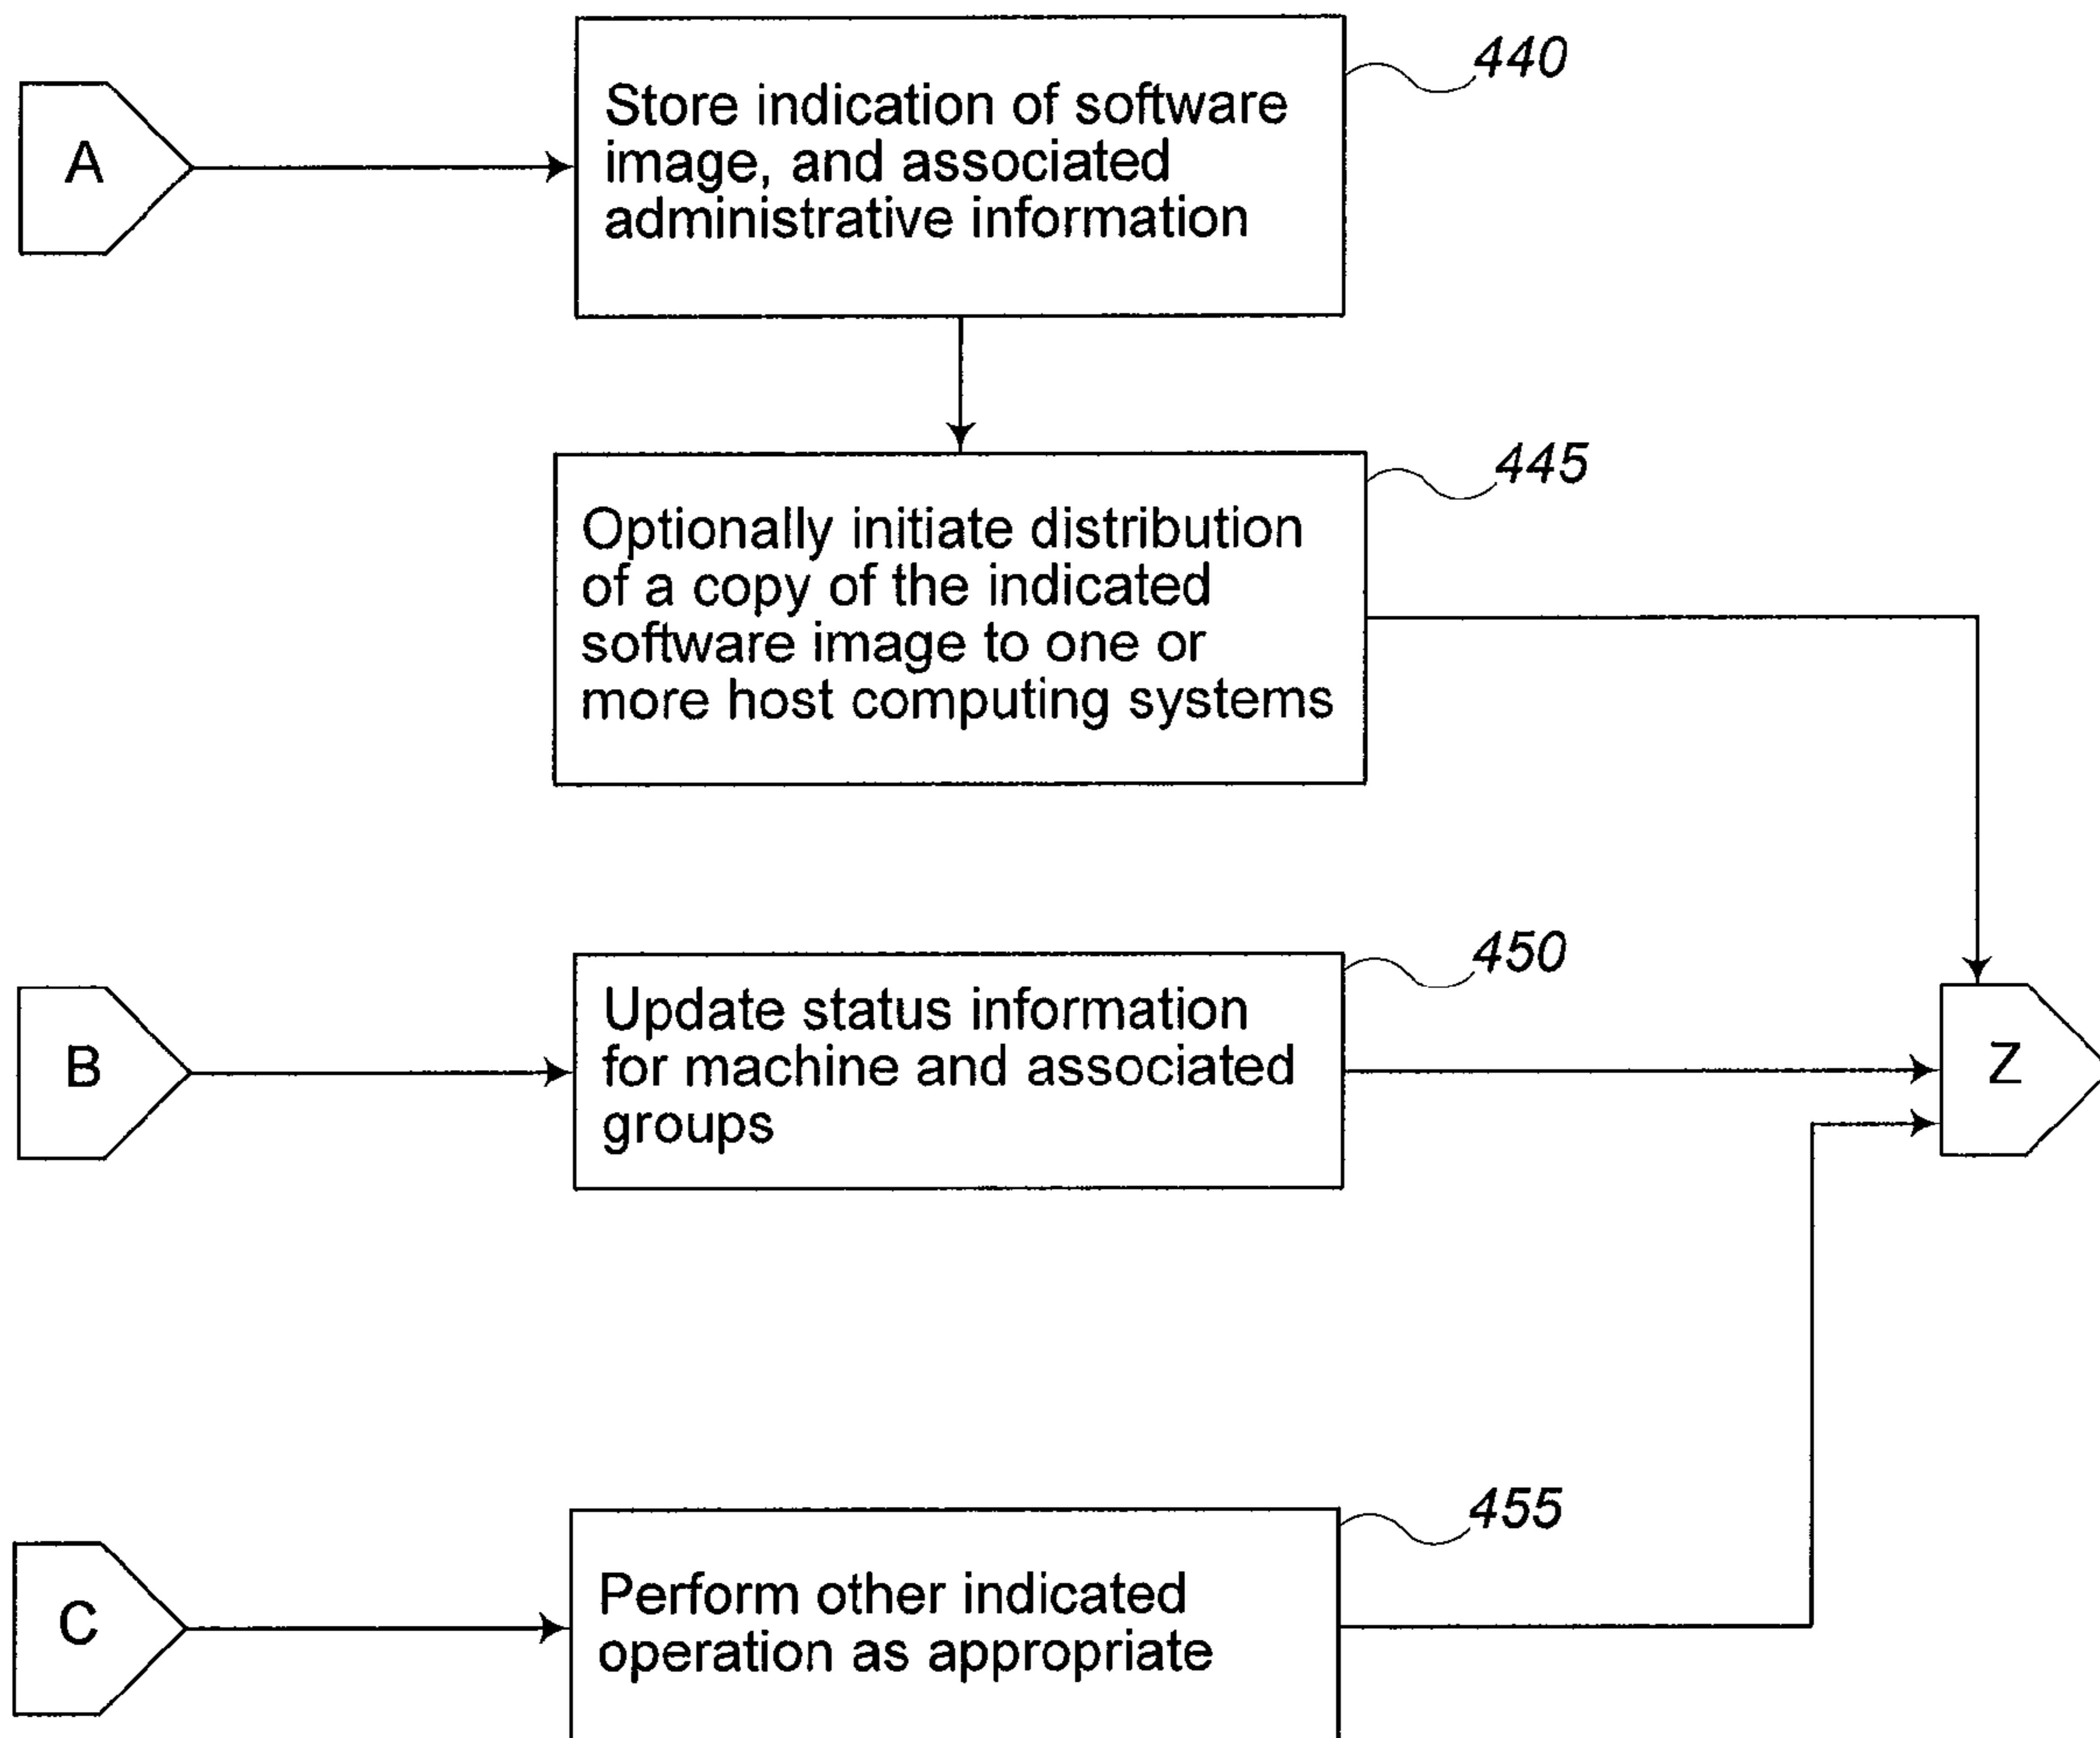 A
Store indication of software
image, and associated
administrative information
440
Optionally initiate distribution
of a copy of the indicated
software image to one or
more host computing systems
445
B
Update status information
for machine and associated
groups
450
Z
C
Perform other indicated
operation as appropriate
455